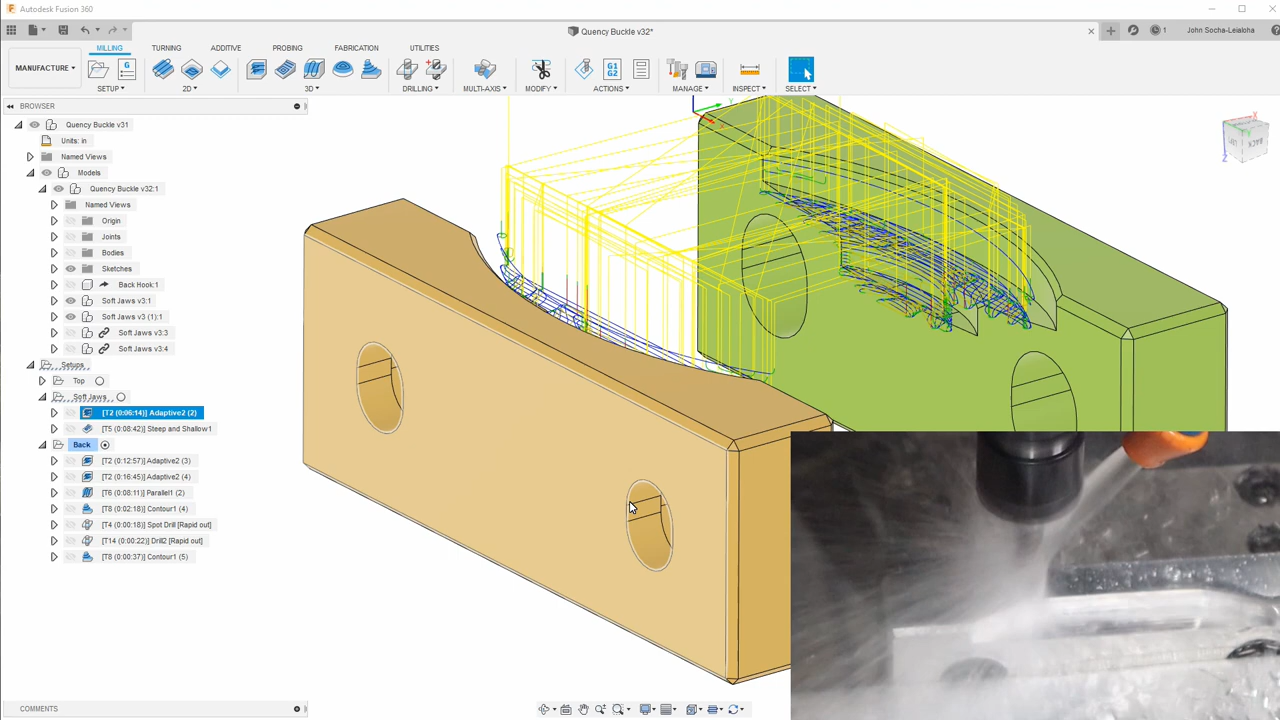 Autodesk Fusion 360
Quency Buckle v32*
1
John Socha-Leialoha
MILLING TURNING ADDITIVE PROBING FABRICATION UTILITIES
MANUFACTURE
G
G1
G2
SETUP 2D 3D DRILLING MULTI-AXIS MODIFY ACTIONS MANAGE INSPECT SELECT
BROWSER
Quency Buckle v31
Units: in
Named Views
Models
Quency Buckle v32:1
Named Views
Origin
Joints
Bodies
Sketches
Back Hook:1
Soft Jaws v3:1
Soft Jaws v3 (1):1
Soft Jaws v3:3
Soft Jaws v3:4
Setups
Top
Soft Jaws
[T2 (0:06:14)] Adaptive2 (2)
[T5 (0:08:42)] Steep and Shallow1
Back
[T2 (0:12:57)] Adaptive2 (3)
[T2 (0:16:45)] Adaptive2 (4)
[T6 (0:08:11)] Parallel1 (2)
[T8 (0:02:18)] Contour1 (4)
[T4 (0:00:18)] Spot Drill [Rapid out]
[T14 (0:00:22)] Drill2 [Rapid out]
[T8 (0:00:37)] Contour1 (5)
Y
X
Z
BACK
COMMENTS